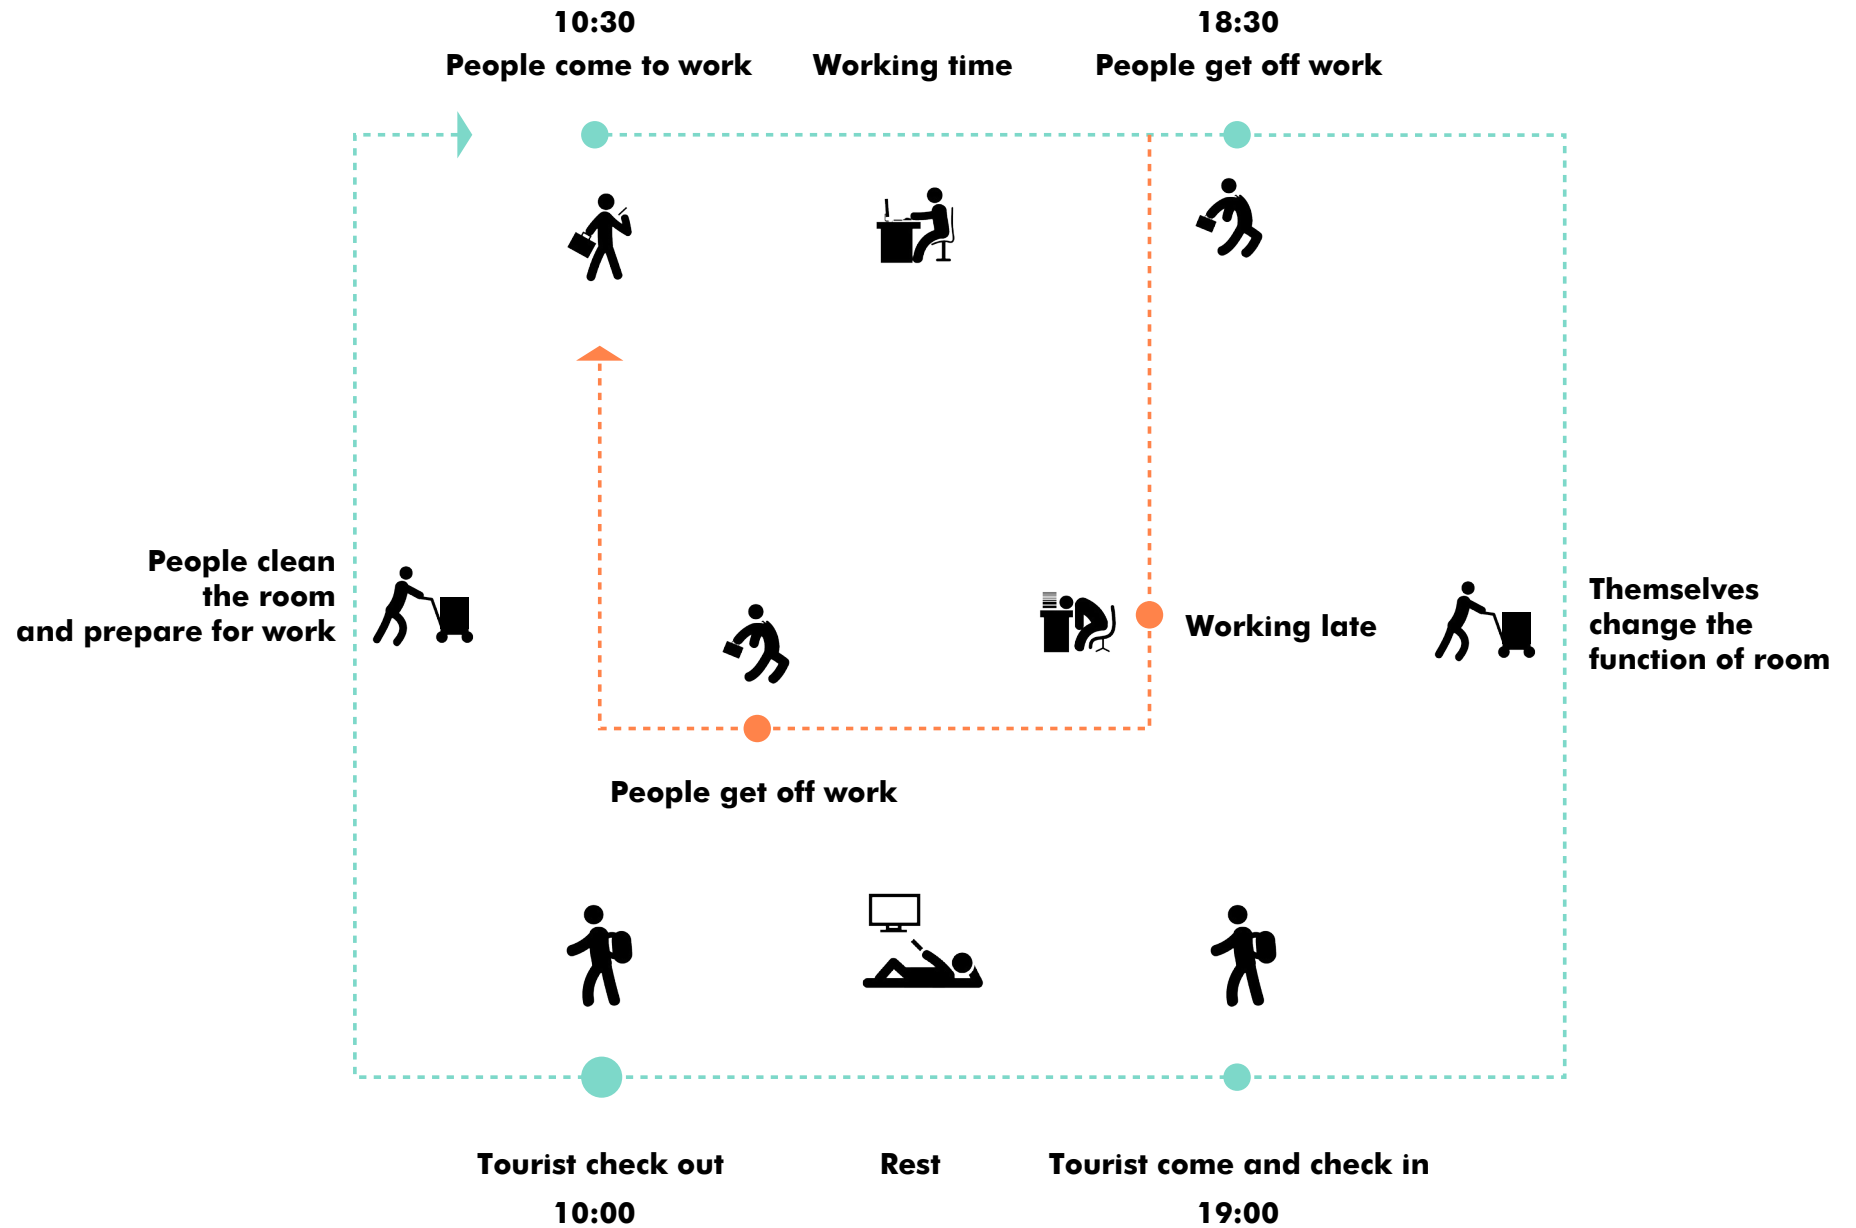 10:30
People come to work
Working time
18:30
People get off work
People clean
the room
and prepare for work
Working late
Themselves
change the
function of room
People get off work
Tourist check out
10:00
Rest
Tourist come and check in
19:00